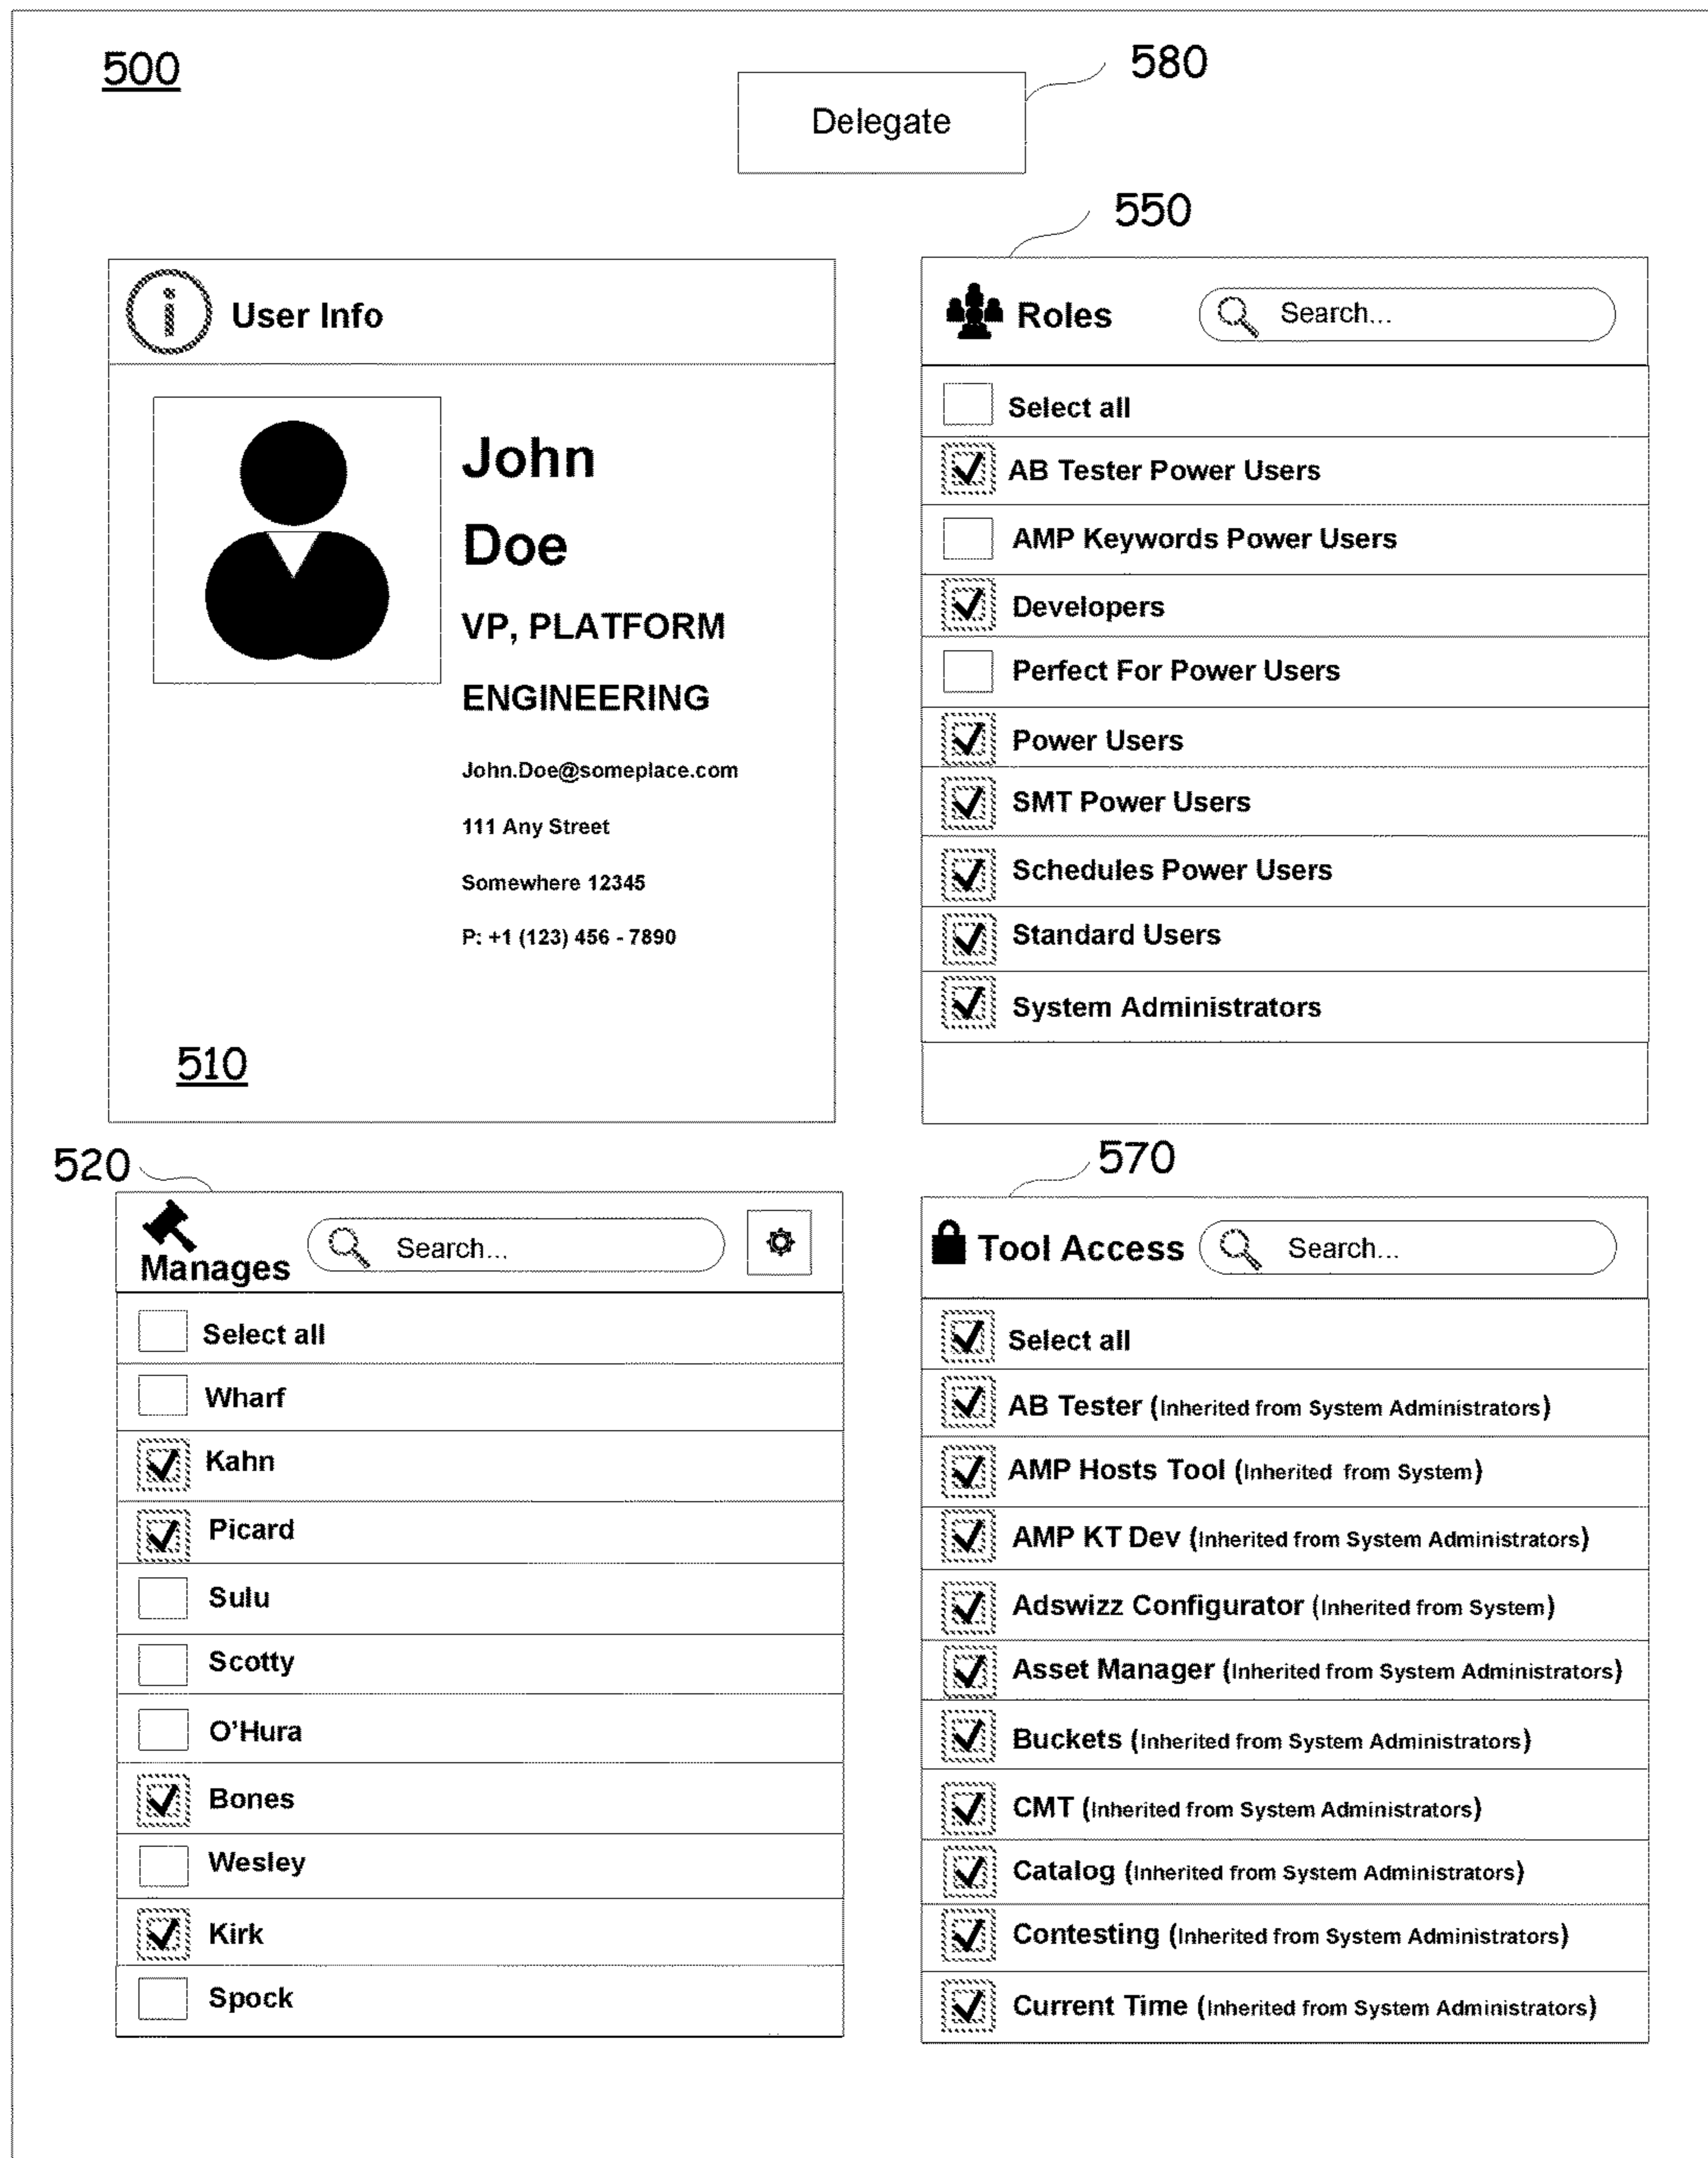 500
580
Delegate
550
User Info
John
Doe
VP, PLATFORM
ENGINEERING
John.Doe@someplace.com
111 Any Street
Somewhere 12345
P: +1 (123) 456 - 7890
510
Roles
Search...
Select all
AB Tester Power Users
AMP Keywords Power Users
Developers
Perfect For Power Users
Power Users
SMT Power Users
Schedules Power Users
Standard Users
System Administrators
520
Manages
Search...
Select all
Wharf
Kahn
Picard
Sulu
Scotty
O'Hura
Bones
Wesley
Kirk
Spock
570
Tool Access
Search...
Select all
AB Tester (Inherited from System Administrators)
AMP Hosts Tool (Inherited from System)
AMP KT Dev (Inherited from System Administrators)
Adswizz Configurator (Inherited from System)
Asset Manager (Inherited from System Administrators)
Buckets (Inherited from System Administrators)
CMT (Inherited from System Administrators)
Catalog (Inherited from System Administrators)
Contesting (Inherited from System Administrators)
Current Time (Inherited from System Administrators)